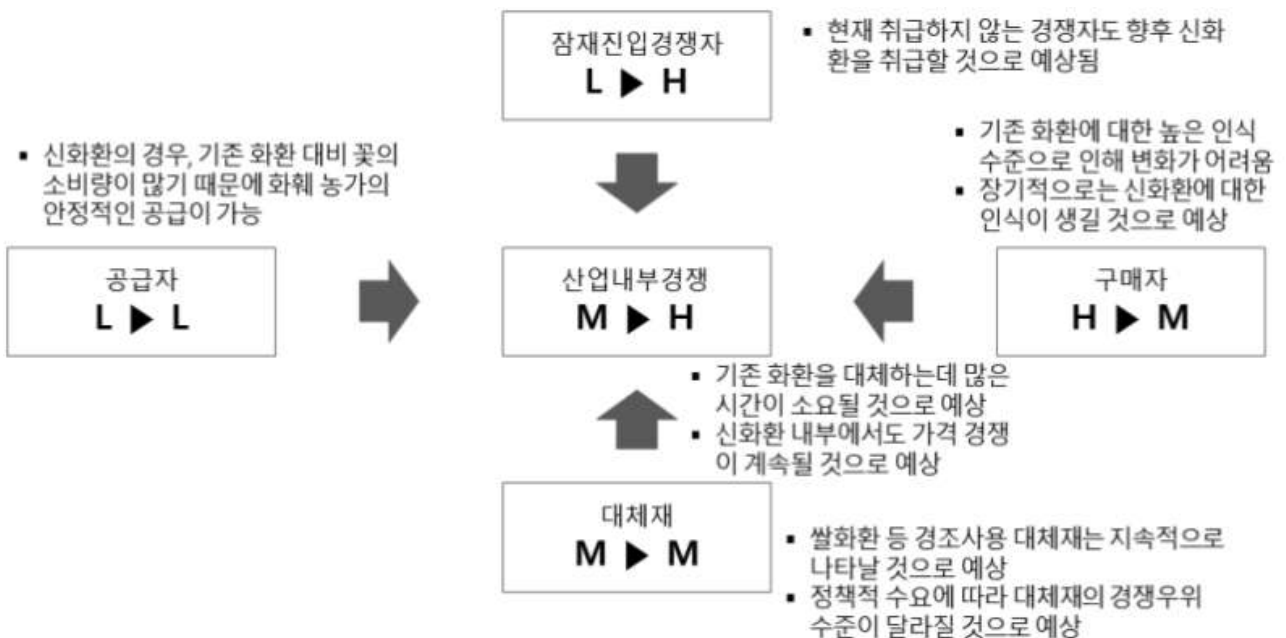 잠재진입경쟁자
L ▶ H
▪ 현재 취급하지 않는 경쟁자도 향후 신화
환을 취급할 것으로 예상됨
▪ 신화환의 경우, 기존 화환 대비 꽃의
소비량이 많기 때문에 화훼 농가의
안정적인 공급이 가능
▪ 기존 화환에 대한 높은 인식
수준으로 인해 변화가 어려움
▪ 장기적으로는 신화환에 대한
인식이 생길 것으로 예상
공급자
L ▶ L
산업내부경쟁
M ▶ H
구매자
H ▶ M
▪ 기존 화환을 대체하는데 많은
시간이 소요될 것으로 예상
▪ 신화환 내부에서도 가격 경쟁
이 계속될 것으로 예상
대체재
M ▶ M
▪ 쌀화환 등 경조사용 대체재는 지속적으로
나타날 것으로 예상
▪ 정책적 수요에 따라 대체재의 경쟁우위
수준이 달라질 것으로 예상